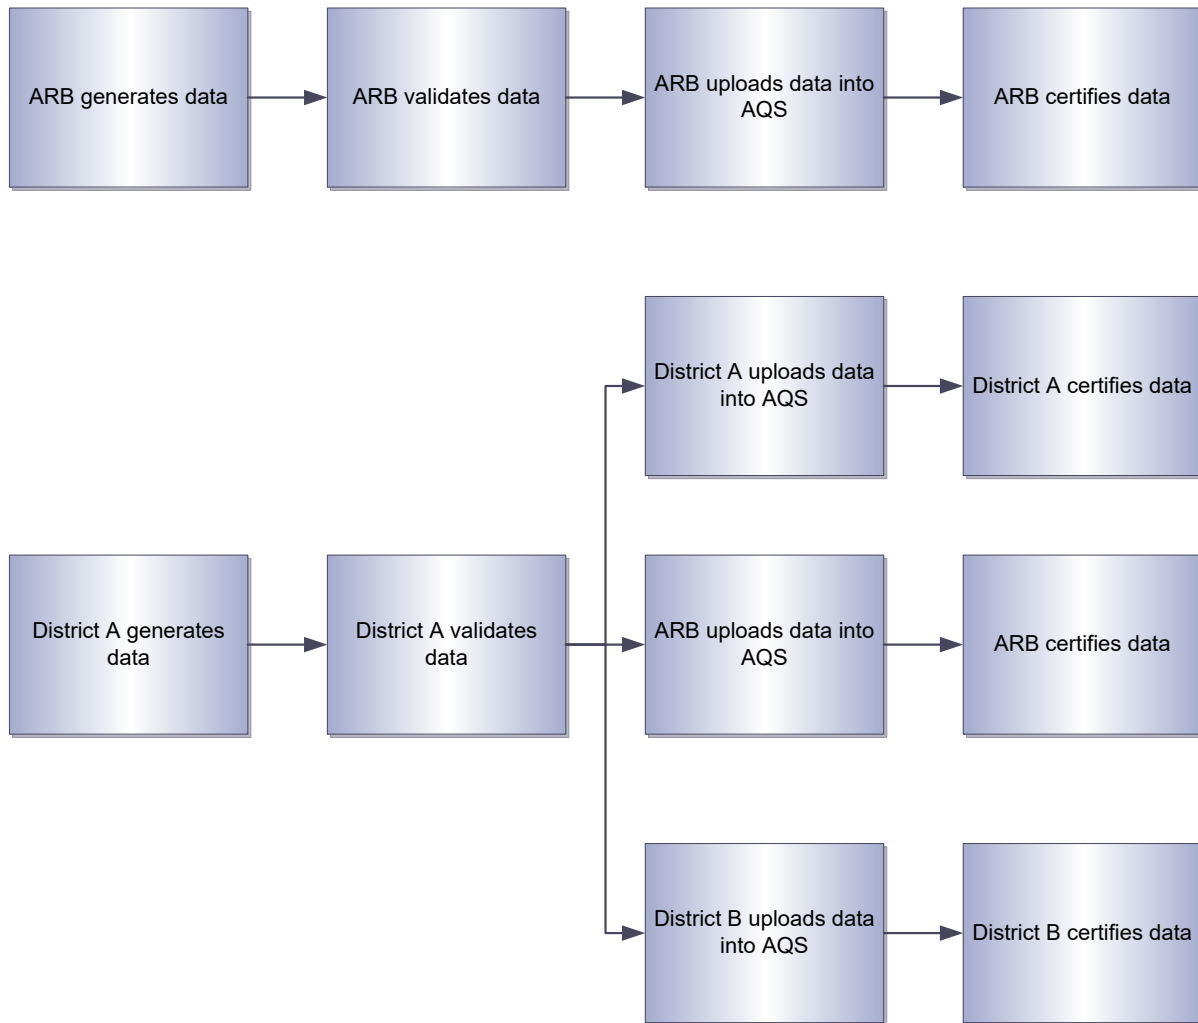 ARB generates data
ARB validates data
ARB uploads data into
AQS
ARB certifies data
District A uploads data
into AQS
District A certifies data
District A generates
data
District A validates
data
ARB uploads data into
AQS
ARB certifies data
District B uploads data
into AQS
District B certifies data